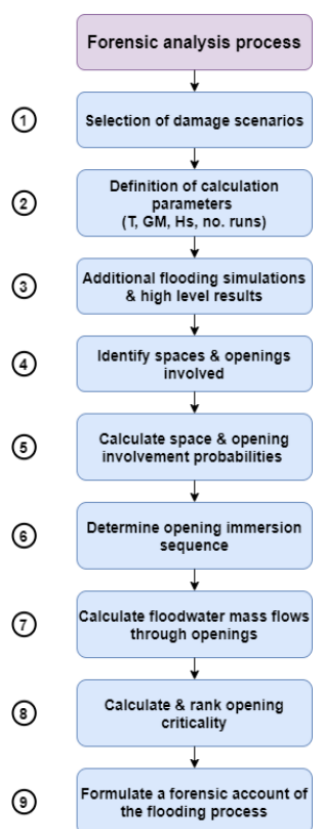 Forensic analysis process
1
Selection of damage scenarios
2
Definition of calculation
parameters
(T, GM, Hs, no. runs)
3
Additional flooding simulations
& high level results
4
Identify spaces & openings
involved
5
Calculate space & opening
involvement probabilities
6
Determine opening immersion
sequence
7
Calculate floodwater mass flows
through openings
8
Calculate & rank opening
criticality
9
Formulate a forensic account of
the flooding process